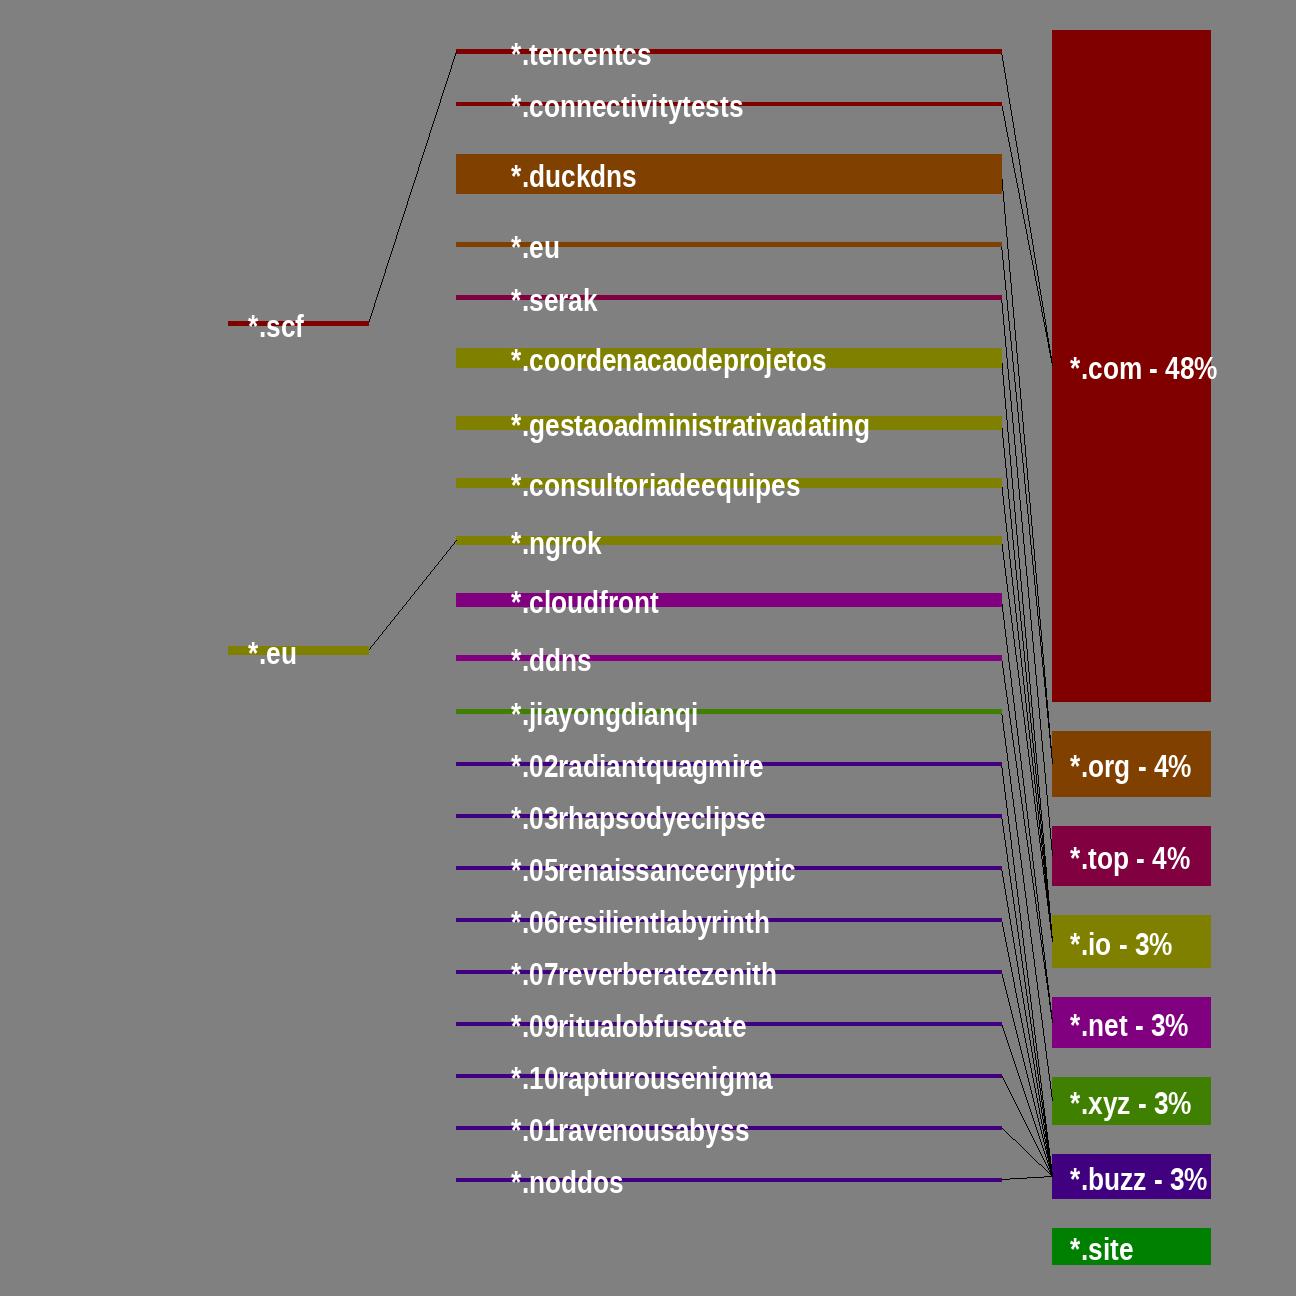 *.scf
*.eu
*.tencentcs
*.connectivitytests
*.duckdns
*.eu
*.serak
*.coordenacaodeprojetos
*.gestaoadministrativadating
*.consultoriadeequipes
*.ngrok
*.cloudfront
*.ddns
*.jiayongdianqi
*.02radiantquagmire
*.03rhapsodyeclipse
*.05renaissancecryptic
*.06resilientlabyrinth
*.07reverberatezenith
*.09ritualobfuscate
*.10rapturousenigma
*.01ravenousabyss
*.noddos
*.com - 48%
*.org - 4%
*.top - 4%
*.io - 3%
*.net - 3%
*.xyz - 3%
*.buzz - 3%
*.site